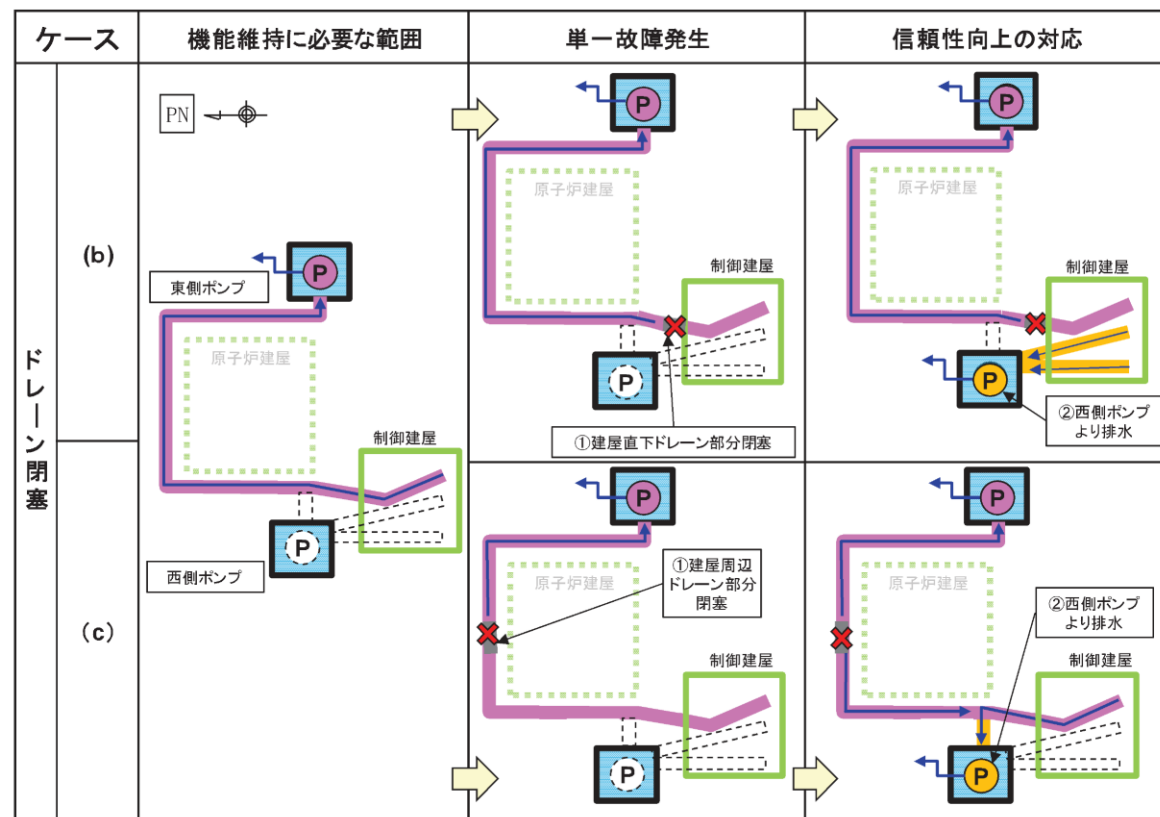 ケース
機能維持に必要な範囲
単一故障発生
信頼性向上の対応
ドレーン閉塞
(b)
PN
P
東側ポンプ
原子炉建屋
制御建屋
P
西側ポンプ
P
原子炉建屋
制御建屋
P
①建屋直下ドレーン部分閉塞
P
原子炉建屋
制御建屋
P
②西側ポンプ
より排水
(c)
P
①建屋周辺
ドレーン部分
閉塞
原子炉建屋
制御建屋
P
P
原子炉建屋
②西側ポンプ
より排水
制御建屋
P